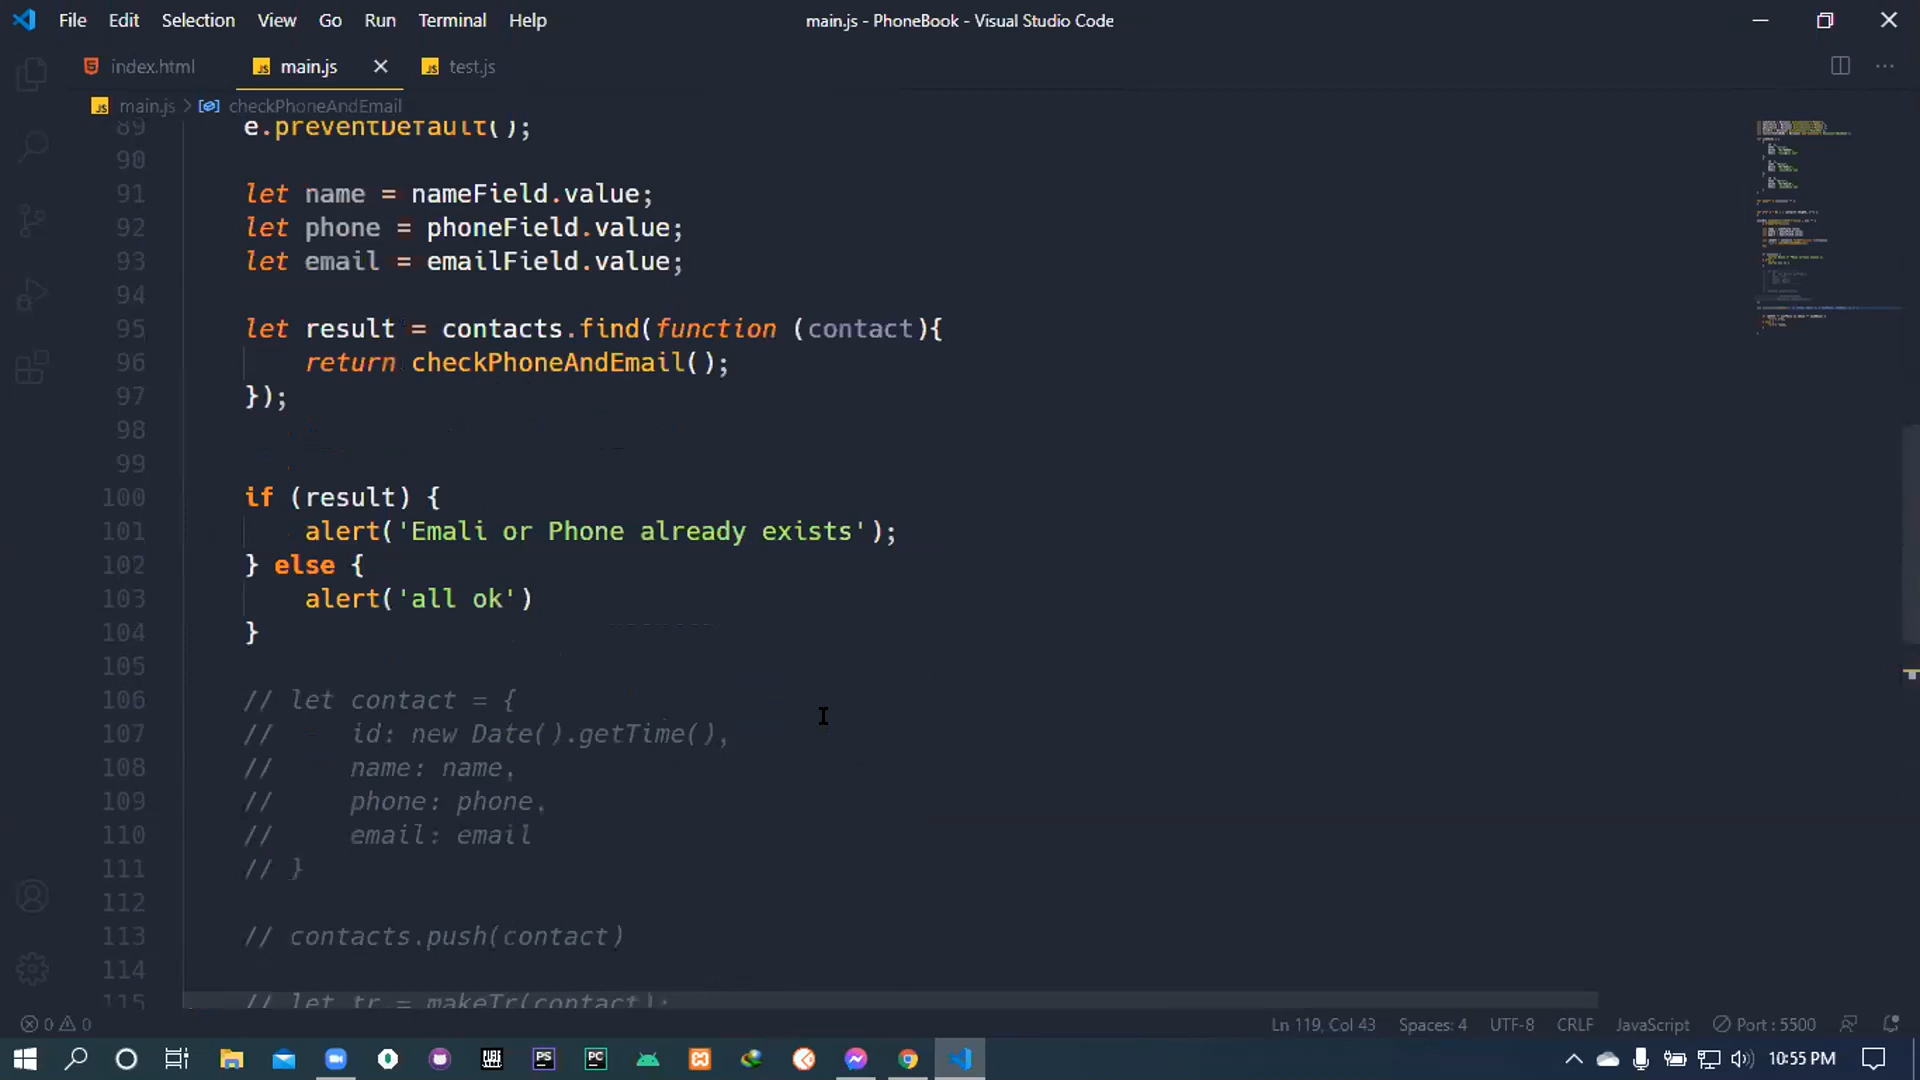 File Edit Selection View Go Run Terminal Help
main.js - PhoneBook - Visual Studio Code
index.html main.js test.js
main.js > checkPhoneAndEmail
89 e.preventDefault();
90
91 let name = nameField.value;
92 let phone = phoneField.value;
93 let email = emailField.value;
94
95 let result = contacts.find(function (contact){
96 return checkPhoneAndEmail();
97 });
98
99
100 if (result) {
101 alert('Emali or Phone already exists');
102 } else {
103 alert('all ok')
104 }
105
106 // let contact = {
107 // id: new Date().getTime(),
108 // name: name,
109 // phone: phone,
110 // email: email
111 // }
112
113 // contacts.push(contact)
114
115 // let tr = makeTr(contact);
0 0 Ln 119, Col 43 Spaces: 4 UTF-8 CRLF JavaScript Port : 5500
PS PC 10:55 PM